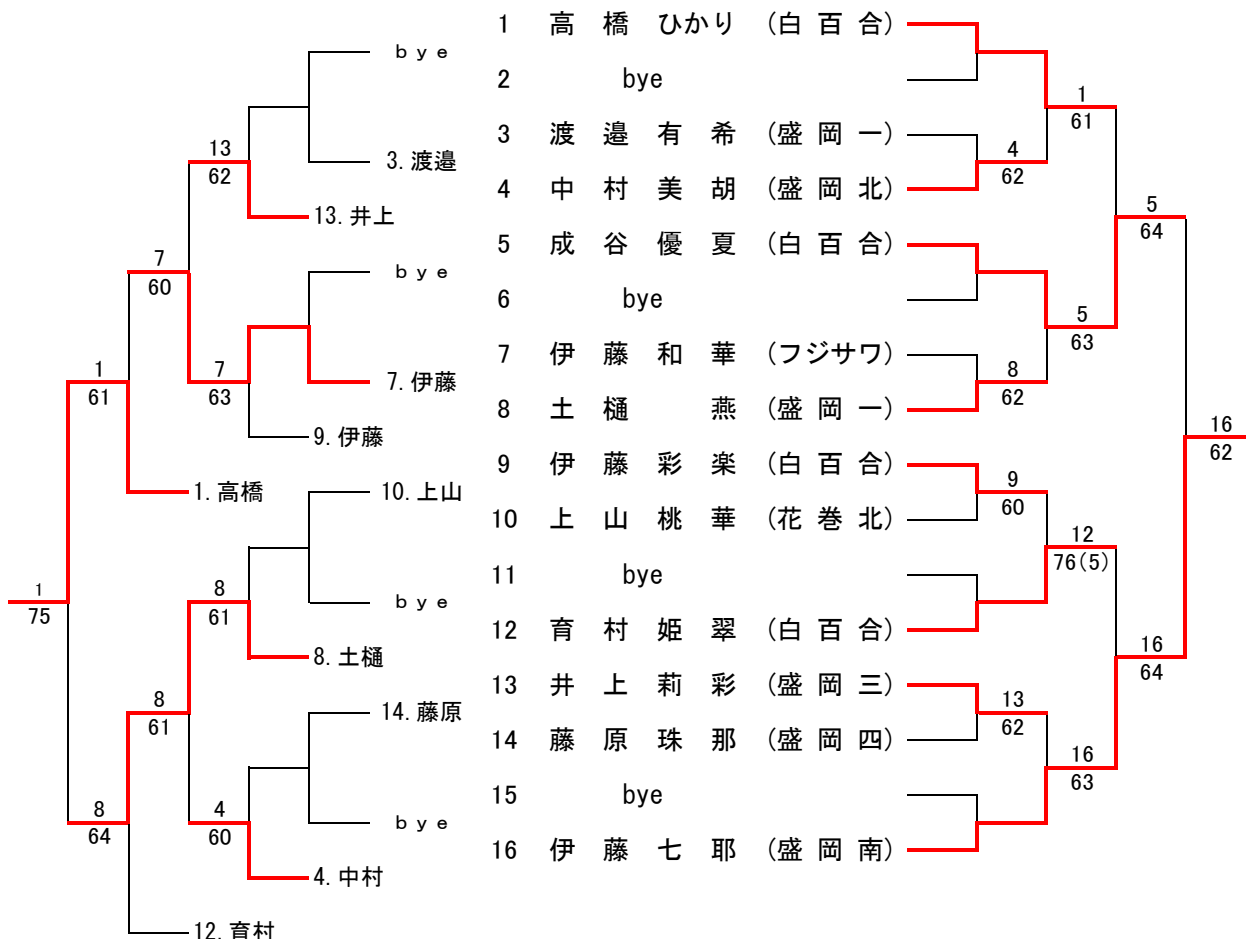 1 高橋 ひかり (白百合)
2 bye
3 渡邉有希 (盛岡一)
4 中村美胡 (盛岡北)
5 成谷優夏 (白百合)
6 bye
7 伊藤和華 (フジサワ)
8 土樋 燕 (盛岡一)
9 伊藤彩楽 (白百合)
10 上山桃華 (花巻北)
11 bye
12 育村姫翠 (白百合)
13 井上莉彩 (盛岡三)
14 藤原珠那 (盛岡四)
15 bye
16 伊藤七耶 (盛岡南)
4
62
8
62
9
60
13
62
1
61
5
63
12
76(5)
16
63
5
64
16
64
16
62
bye
3.渡邉
13.井上
bye
7.伊藤
9.伊藤
1.高橋
10.上山
bye
8.土樋
14.藤原
bye
4.中村
12.育村
13
62
7
63
8
61
4
60
7
60
8
61
1
61
8
64
1
75